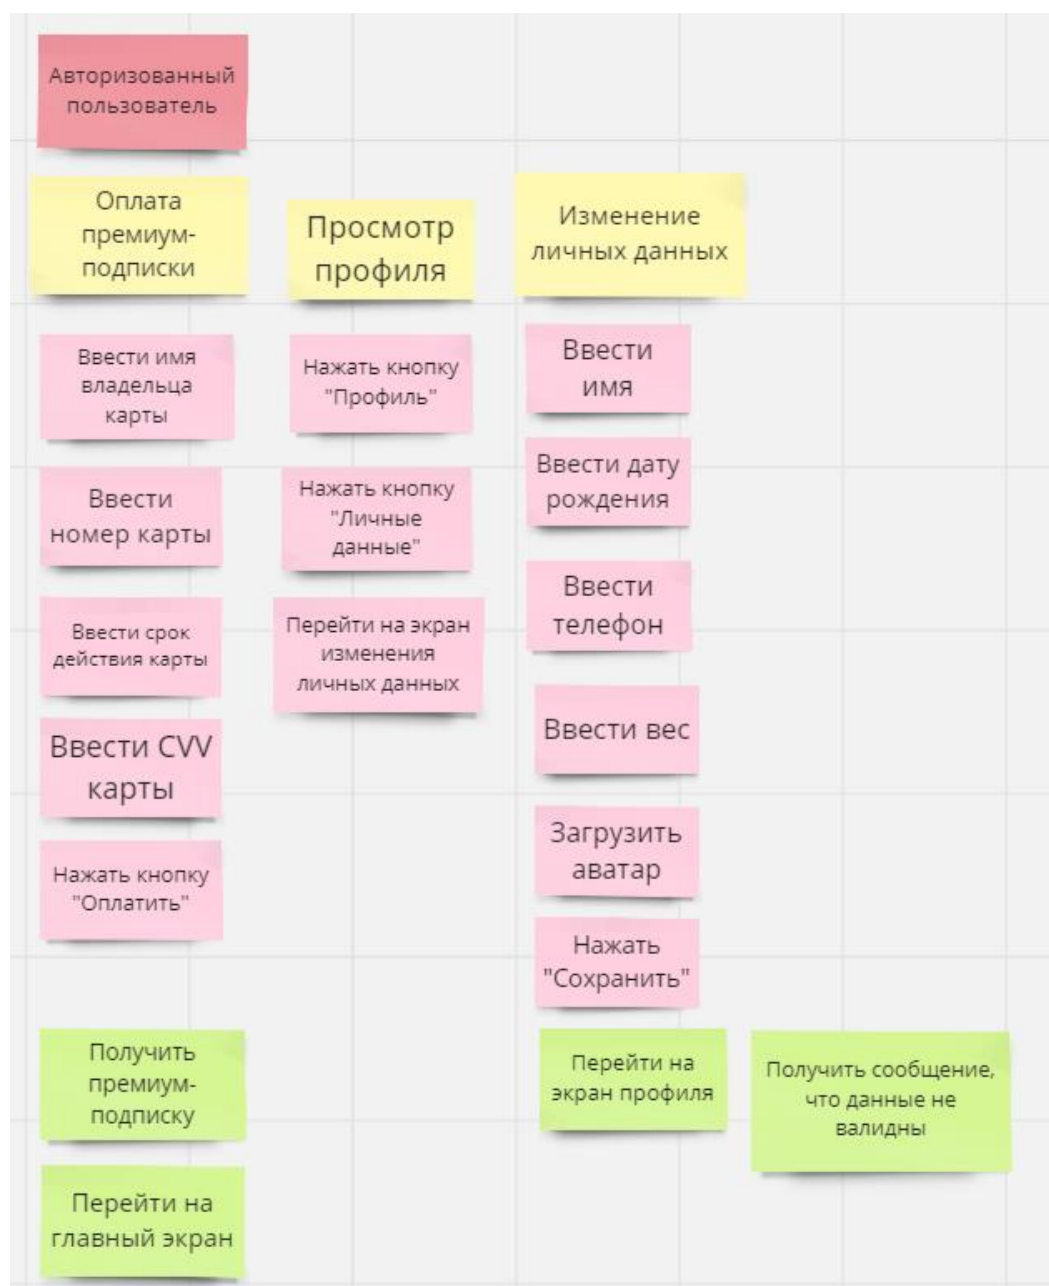 Авторизованный
пользователь
Оплата
премиум-
подписки
Просмотр
профиля
Изменение
личных данных
Ввести имя
владельца
карты
Нажать кнопку
"Профиль"
Ввести
имя
Ввести
номер карты
Нажать кнопку
"Личные
данные"
Ввести дату
рождения
Ввести срок
действия карты
Перейти на экран
изменения
личных данных
Ввести
телефон
Ввести CVV
карты
Ввести вес
Нажать кнопку
"Оплатить"
Загрузить
аватар
Нажать
"Сохранить"
Получить
премиум-
подписку
Перейти на
экран профиля
Получить сообщение,
что данные не
валидны
Перейти на
главный экран